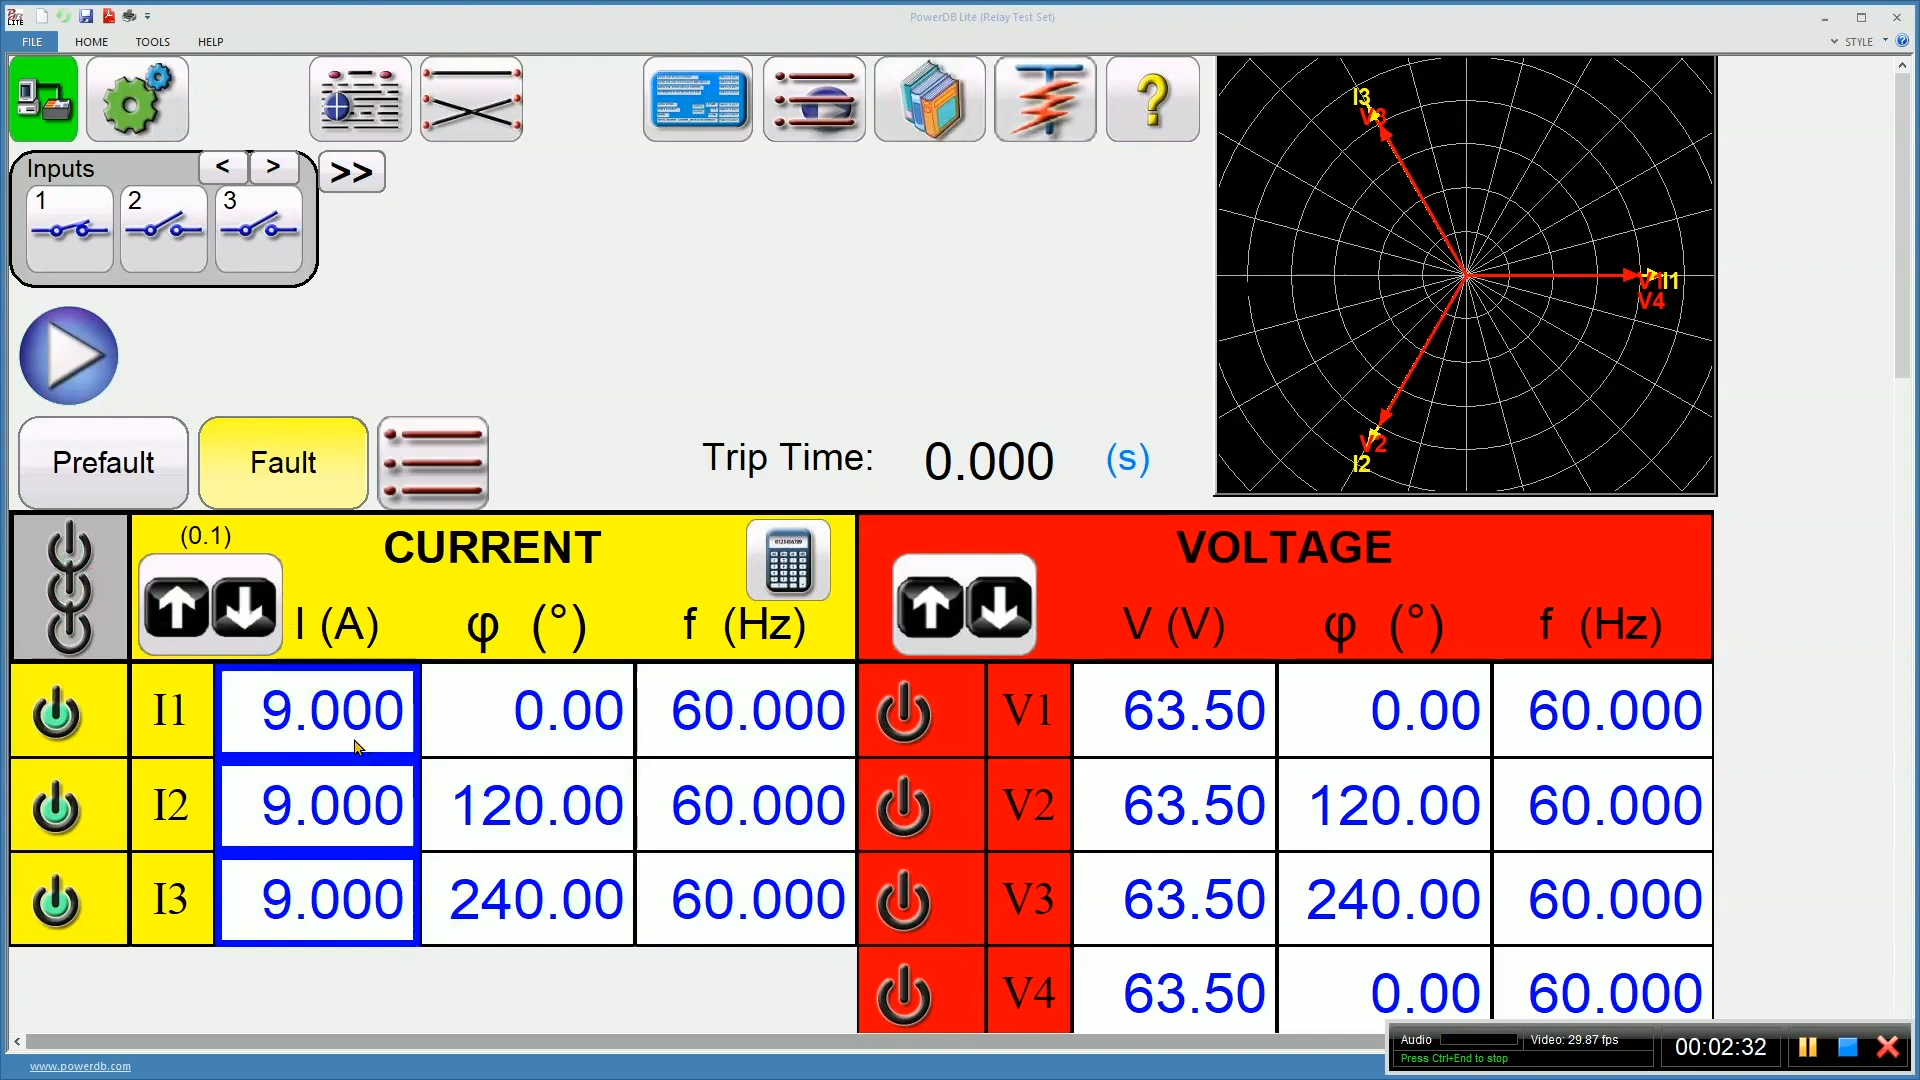 LITE
PowerDB Lite (Relay Test Set)
FILE HOME TOOLS HELP
STYLE
Inputs < > >>
1 2 3
Prefault Fault
Trip Time: 0.000 (s)
I3
V3
V1 I1
V4
V2
I2
(0.1) CURRENT
I (A) φ (°) f (Hz)
VOLTAGE
V (V) φ (°) f (Hz)
I1 9.000 0.00 60.000 V1 63.50 0.00 60.000
I2 9.000 120.00 60.000 V2 63.50 120.00 60.000
I3 9.000 240.00 60.000 V3 63.50 240.00 60.000
V4 63.50 0.00 60.000
Audio Video: 29.87 fps
Press Ctrl+End to stop
00:02:32
www.powerdb.com